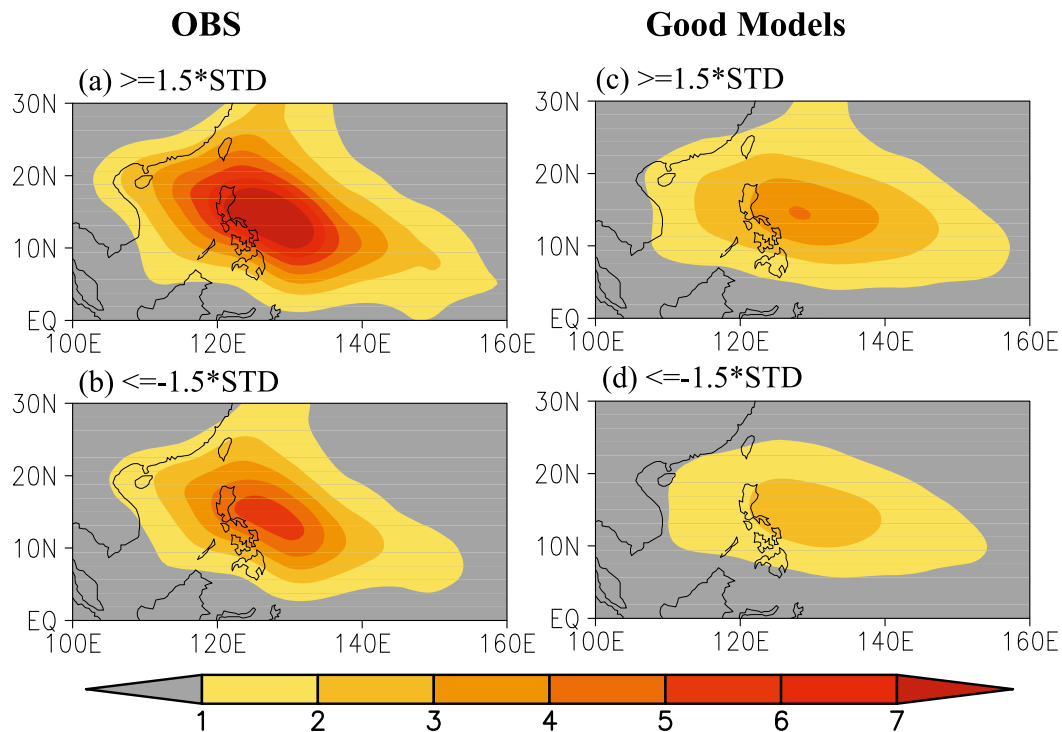 OBS
Good Models
(a) >=1.5*STD
30N
20N
10N
EQ
100E 120E 140E 160E
(c) >=1.5*STD
30N
20N
10N
EQ
100E 120E 140E 160E
(b) <=-1.5*STD
30N
20N
10N
EQ
100E 120E 140E 160E
(d) <=-1.5*STD
30N
20N
10N
EQ
100E 120E 140E 160E
1 2 3 4 5 6 7